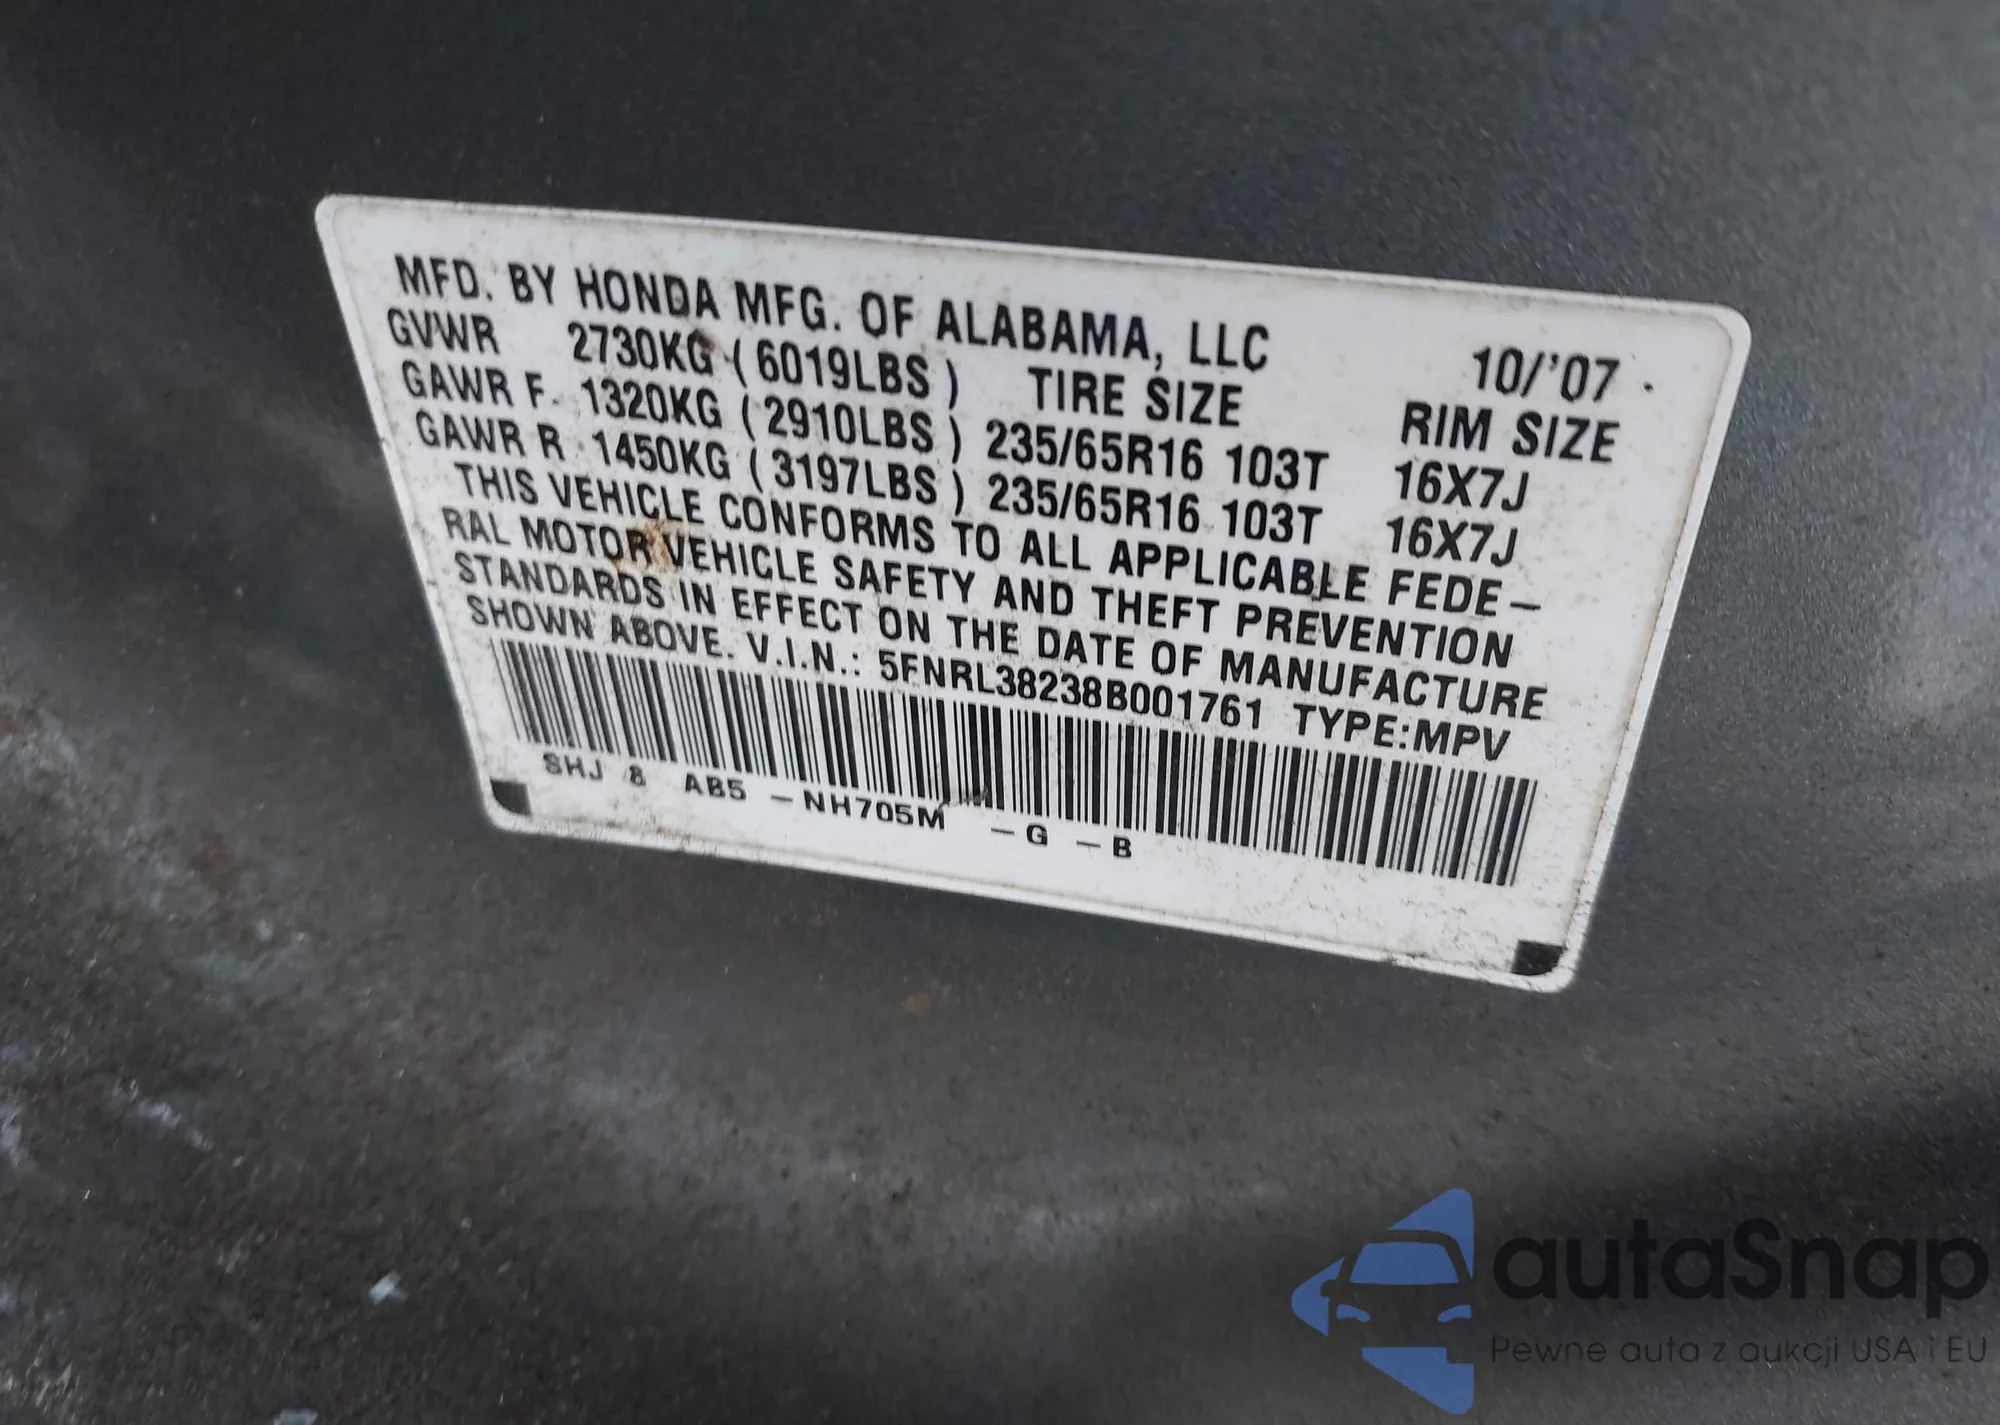 MFD. BY HONDA MFG. OF ALABAMA, LLC 10/'07
GVWR 2730KG ( 6019LBS ) TIRE SIZE RIM SIZE
GAWR F 1320KG ( 2910LBS ) 235/65R16 103T 16X7J
GAWR R 1450KG ( 3197LBS ) 235/65R16 103T 16X7J
THIS VEHICLE CONFORMS TO ALL APPLICABLE FEDE-
RAL MOTOR VEHICLE SAFETY AND THEFT PREVENTION
STANDARDS IN EFFECT ON THE DATE OF MANUFACTURE
SHOWN ABOVE. V.I.N.: 5FNRL38238B001761 TYPE:MPV
SHJ 8 AB5 -NH705M -G -B
autaSnap
Pewne auta z aukcji USA i EU